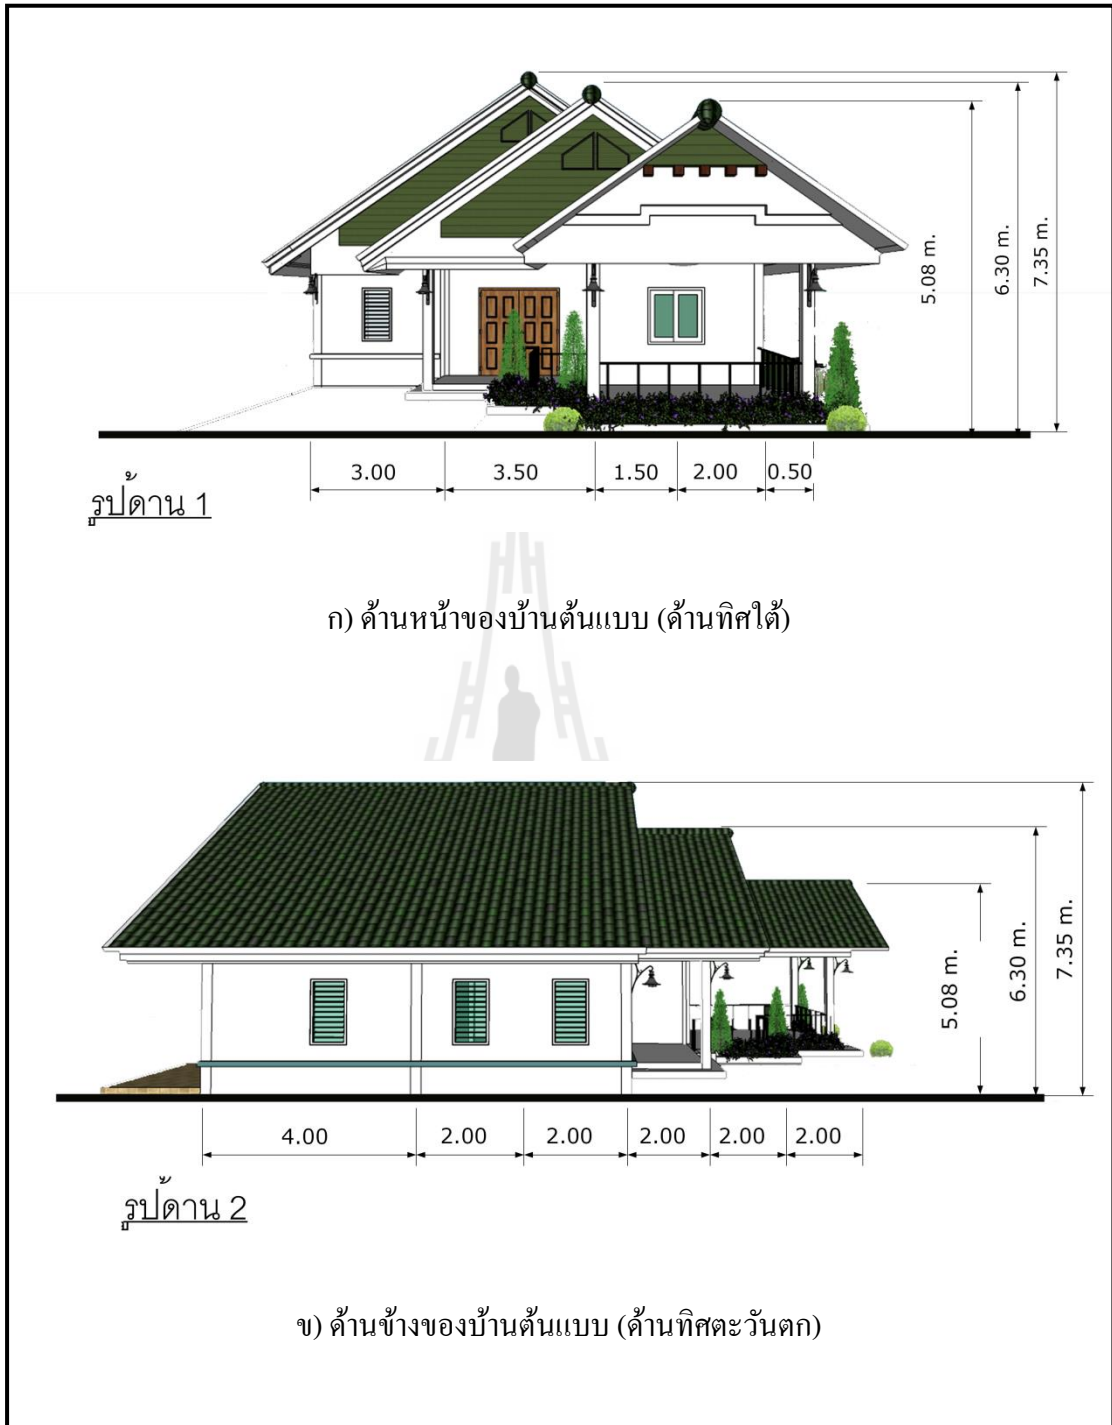 5.08 m.
6.30 m.
7.35 m.
3.00 3.50 1.50 2.00 0.50
รูปด้าน 1
ก) ด้านหน้าของบ้านต้นแบบ (ด้านทิศใต้)
5.08 m.
6.30 m.
7.35 m.
4.00 2.00 2.00 2.00 2.00 2.00
รูปด้าน 2
ข) ด้านข้างของบ้านต้นแบบ (ด้านทิศตะวันตก)